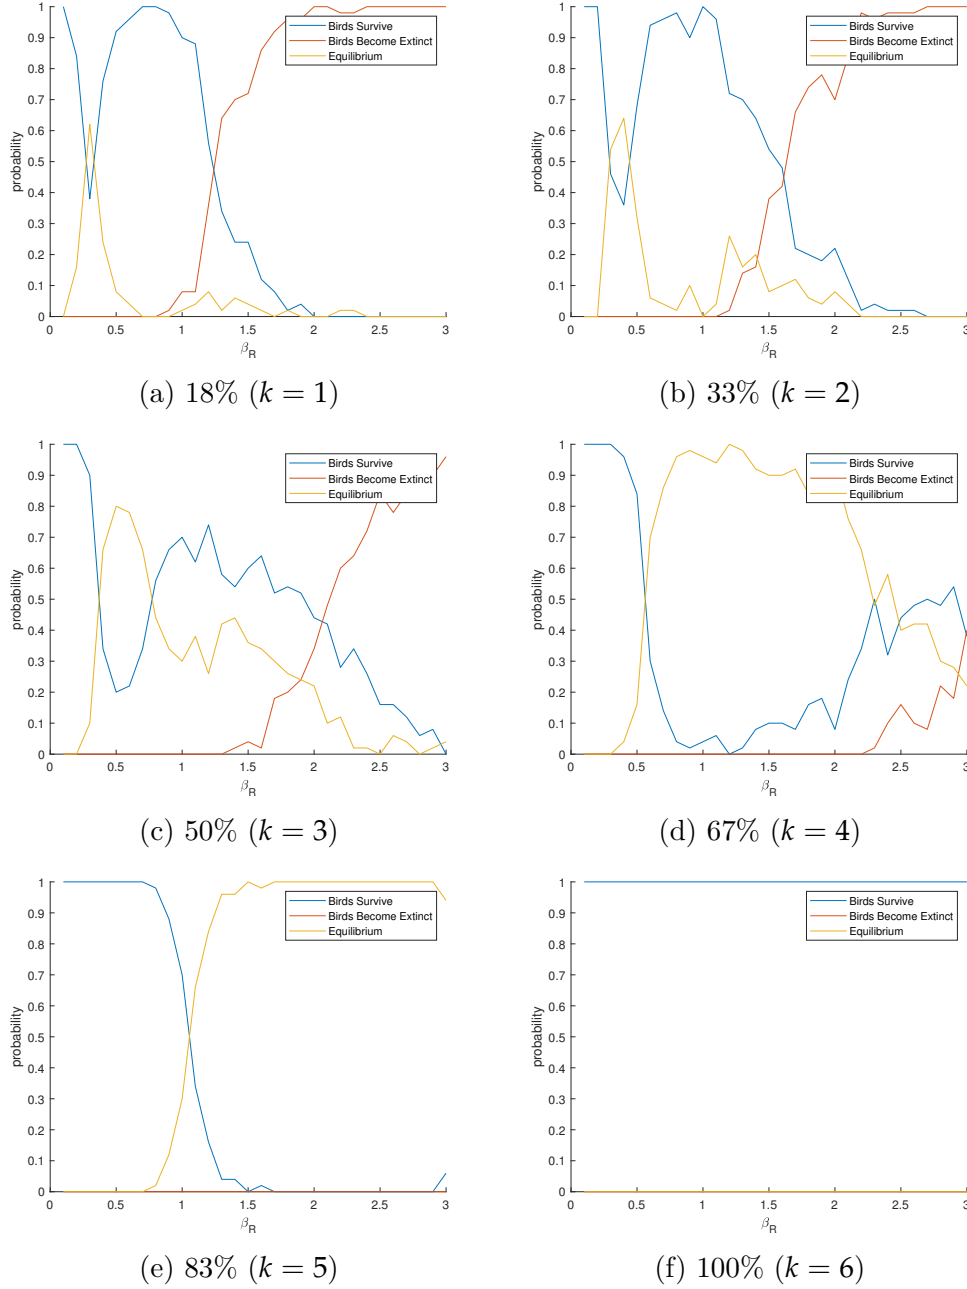 1
0.9
0.8
0.7
0.6
0.5
0.4
0.3
0.2
0.1
0
probability
0 0.5 1 1.5 2 2.5 3
β_R
Birds Survive
Birds Become Extinct
Equilibrium
(a) 18% (k = 1)
1
0.9
0.8
0.7
0.6
0.5
0.4
0.3
0.2
0.1
0
probability
0 0.5 1 1.5 2 2.5 3
β_R
Birds Survive
Birds Become Extinct
Equilibrium
(b) 33% (k = 2)
1
0.9
0.8
0.7
0.6
0.5
0.4
0.3
0.2
0.1
0
probability
0 0.5 1 1.5 2 2.5 3
β_R
Birds Survive
Birds Become Extinct
Equilibrium
(c) 50% (k = 3)
1
0.9
0.8
0.7
0.6
0.5
0.4
0.3
0.2
0.1
0
probability
0 0.5 1 1.5 2 2.5 3
β_R
Birds Survive
Birds Become Extinct
Equilibrium
(d) 67% (k = 4)
1
0.9
0.8
0.7
0.6
0.5
0.4
0.3
0.2
0.1
0
probability
0 0.5 1 1.5 2 2.5 3
β_R
Birds Survive
Birds Become Extinct
Equilibrium
(e) 83% (k = 5)
1
0.9
0.8
0.7
0.6
0.5
0.4
0.3
0.2
0.1
0
probability
0 0.5 1 1.5 2 2.5 3
β_R
Birds Survive
Birds Become Extinct
Equilibrium
(f) 100% (k = 6)